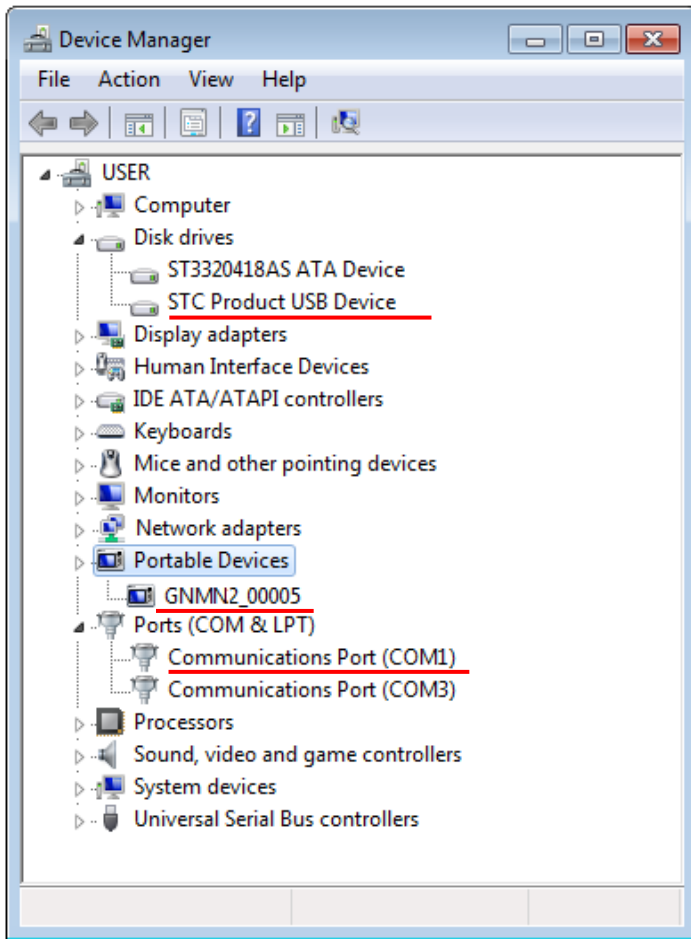 Device Manager
File Action View Help
USER
Computer
Disk drives
ST3320418AS ATA Device
STC Product USB Device
Display adapters
Human Interface Devices
IDE ATA/ATAPI controllers
Keyboards
Mice and other pointing devices
Monitors
Network adapters
Portable Devices
GNMN2_00005
Ports (COM & LPT)
Communications Port (COM1)
Communications Port (COM3)
Processors
Sound, video and game controllers
System devices
Universal Serial Bus controllers